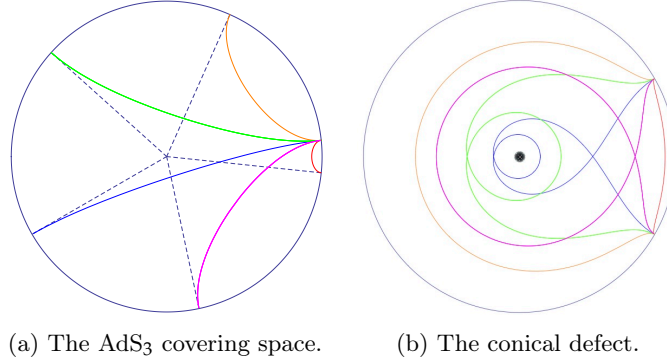 (a) The AdS₃ covering space.
(b) The conical defect.